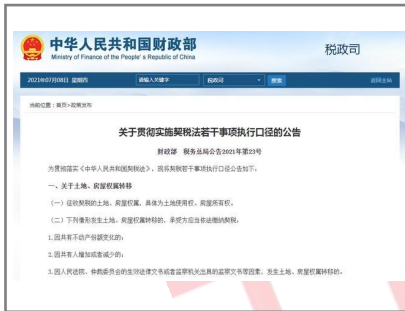 中华人民共和国财政部
Ministry of Finance of the People's Republic of China
税政司
2021年07月08日 星期四 请输入关键字 税政司 搜索 返回主站
当前位置：首页>政策发布
关于贯彻实施契税法若干事项执行口径的公告
财政部 税务总局公告2021年第23号
为贯彻落实《中华人民共和国契税法》，现将契税若干事项执行口径公告如下：
一、关于土地、房屋权属转移
（一）征收契税的土地、房屋权属，具体为土地使用权、房屋所有权。
（二）下列情形发生土地、房屋权属转移的，承受方应当依法缴纳契税：
1.因共有不动产份额变化的；
2.因共有人增加或者减少的；
3.因人民法院、仲裁委员会的生效法律文书或者监察机关出具的监察文书等因素，发生土地、房屋权属转移的。